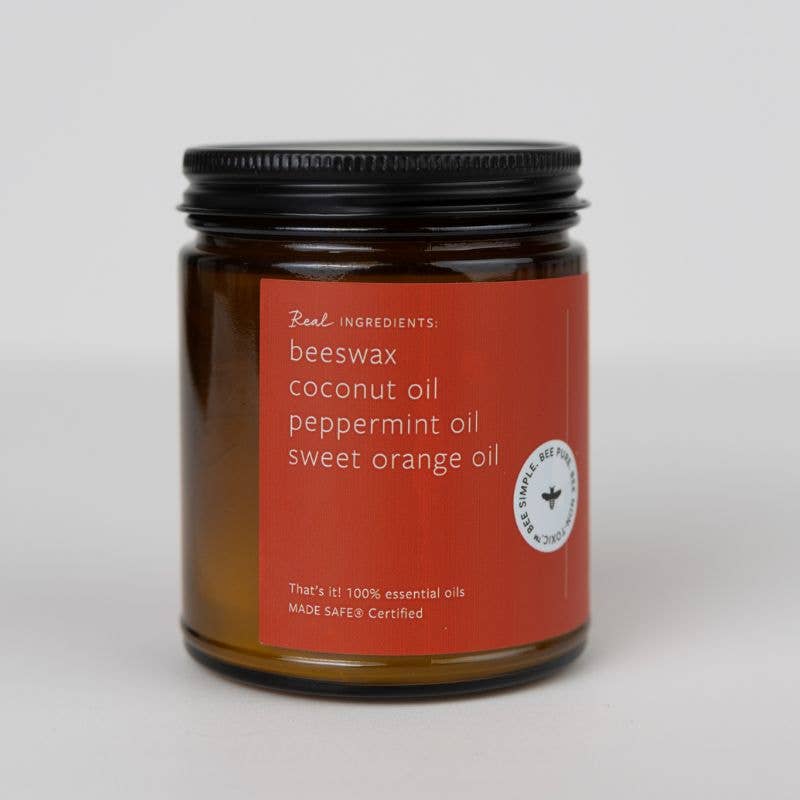 Real INGREDIENTS:
beeswax
coconut oil
peppermint oil
sweet orange oil
BEE SIMPLE. BEE PURE. BEE NON-TOXIC.™
That's it! 100% essential oils
MADE SAFE® Certified